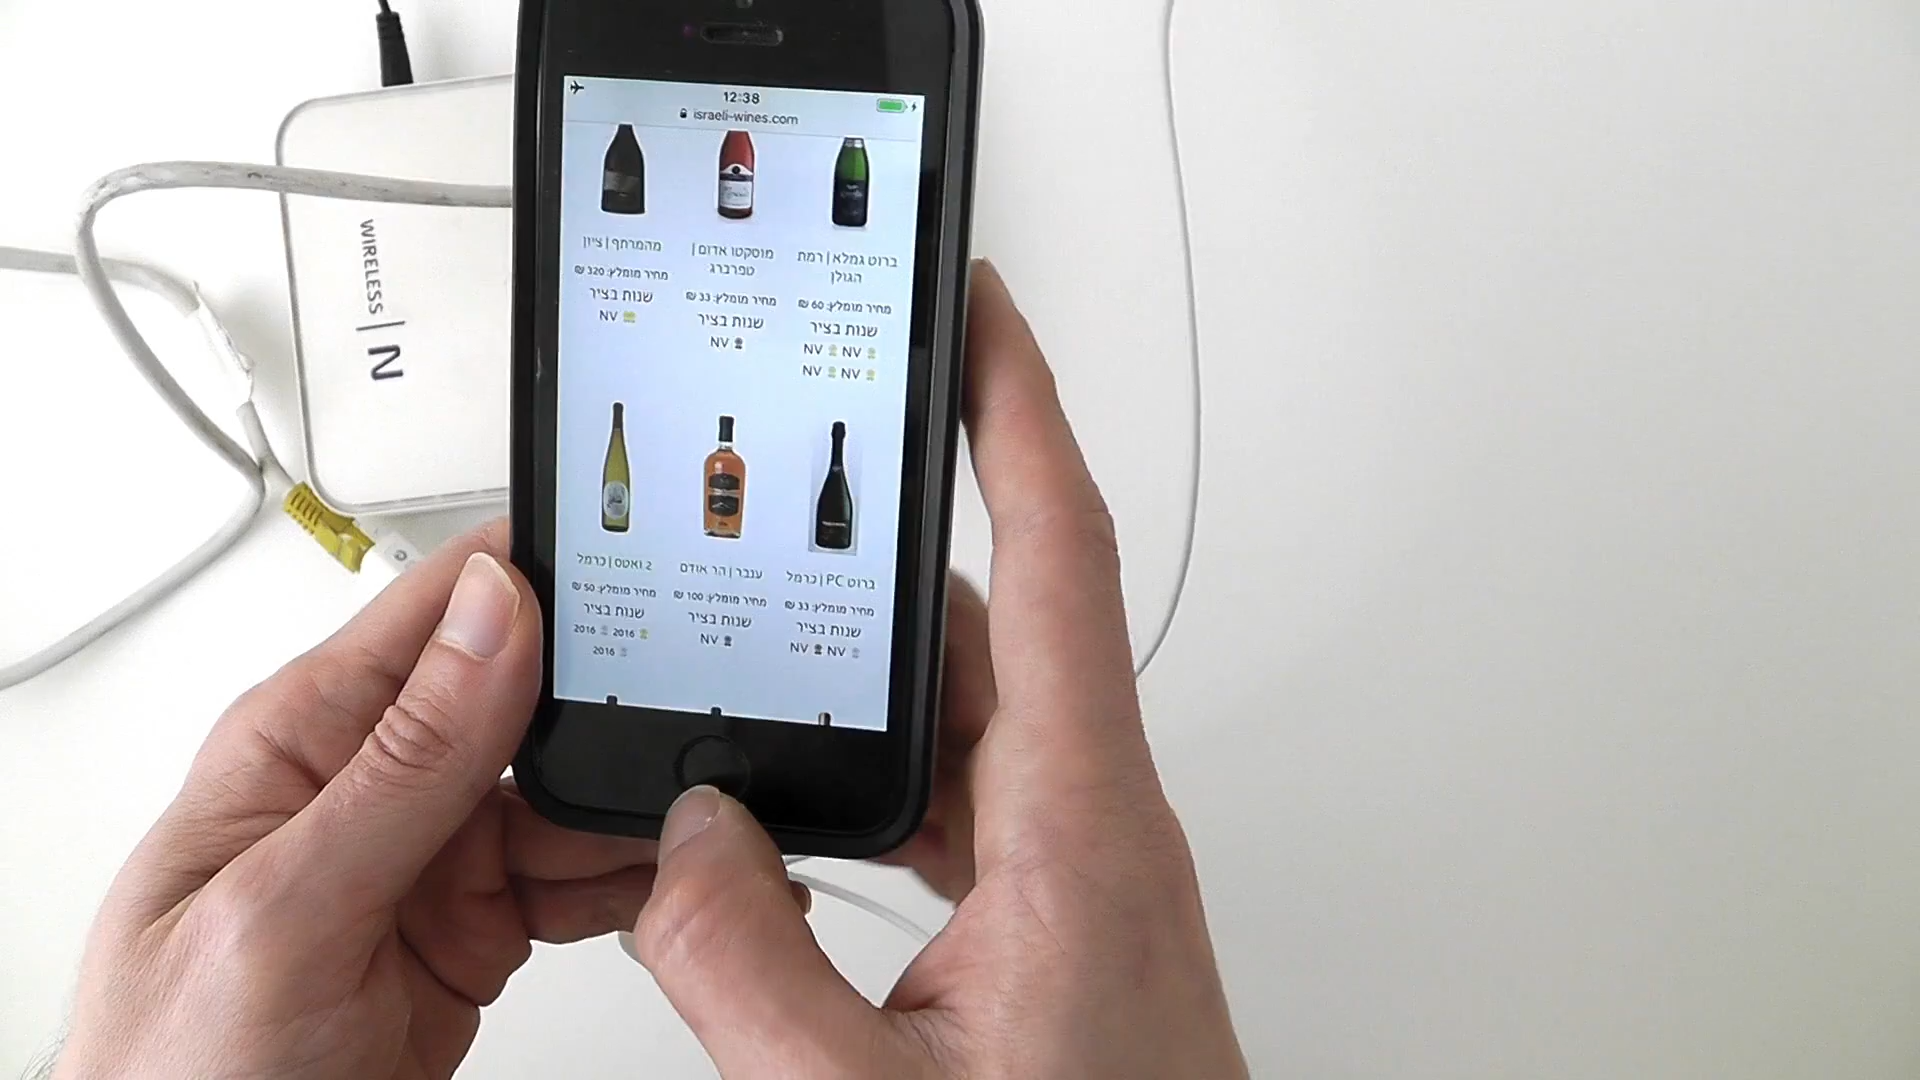 12:38
israeli-wines.com
ברוט גמלא | רמת
הגולן
מחיר מומלץ: 60 ₪
שנות בציר
NV NV
NV NV
מוסקטו אדום |
טפרברג
מחיר מומלץ: 33 ₪
שנות בציר
NV
מהמרתף | ציון
מחיר מומלץ: 320 ₪
שנות בציר
NV
ברוט PC | כרמל
מחיר מומלץ: 33 ₪
שנות בציר
NV NV
ענבר | הר אודם
מחיר מומלץ: 100 ₪
שנות בציר
NV
2 ואטס | כרמל
מחיר מומלץ: 50 ₪
שנות בציר
2016 2016
2016
WIRELESS | N